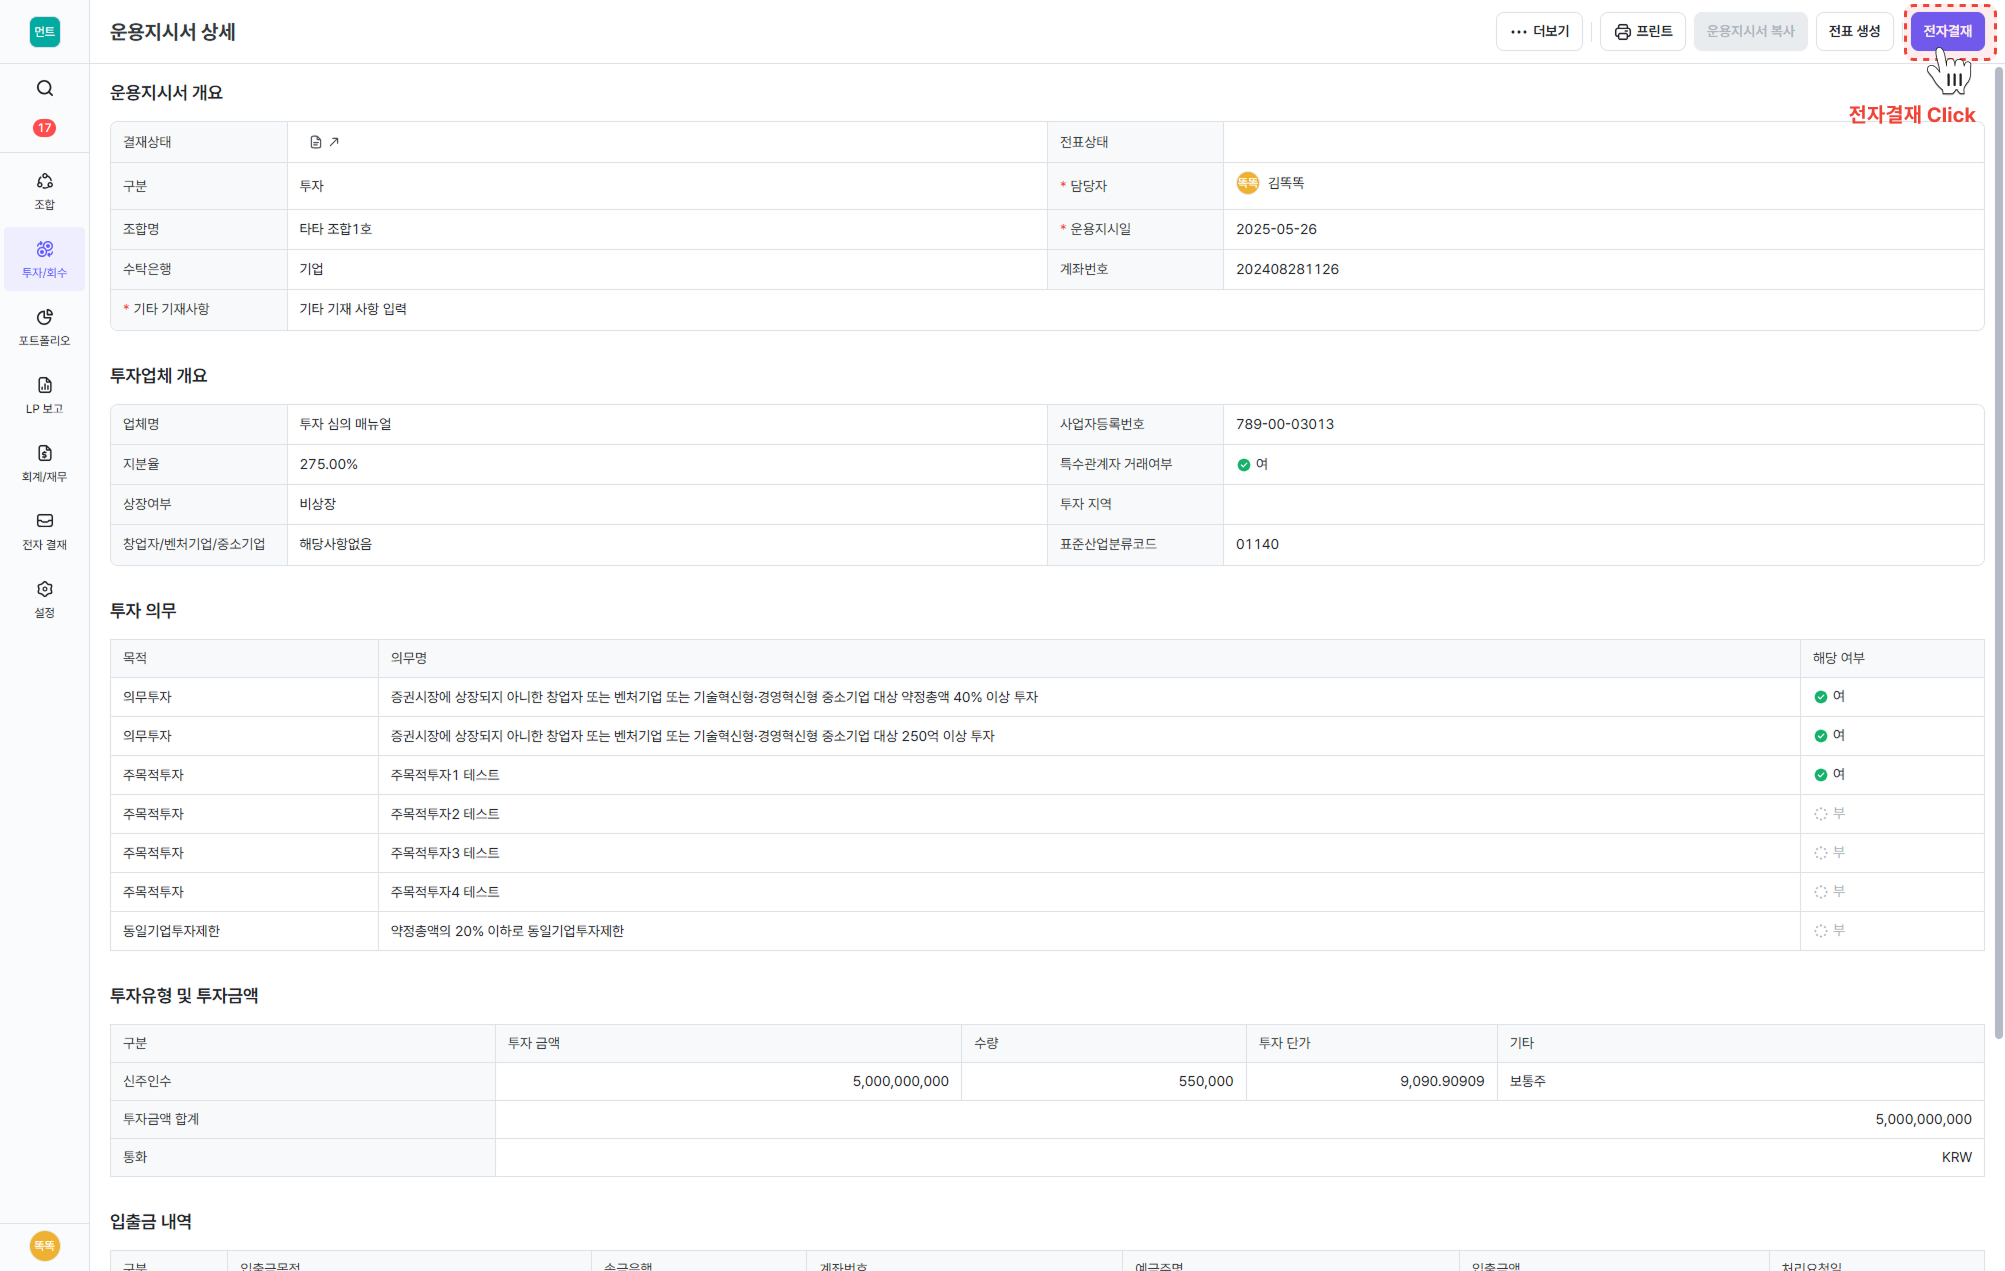 먼트
17
조합
투자/회수
포트폴리오
LP 보고
회계/재무
전자 결재
설정
똑똑
운용지시서 상세
더보기
프린트
운용지시서 복사
전표 생성
전자결재
전자결재 Click
운용지시서 개요
결재상태
전표상태
구분 투자
* 담당자 똑똑 김똑똑
조합명 타타 조합1호
* 운용지시일 2025-05-26
수탁은행 기업
계좌번호 202408281126
* 기타 기재사항 기타 기재 사항 입력
투자업체 개요
업체명 투자 심의 매뉴얼
사업자등록번호 789-00-03013
지분율 275.00%
특수관계자 거래여부 여
상장여부 비상장
투자 지역
창업자/벤처기업/중소기업 해당사항없음
표준산업분류코드 01140
투자 의무
목적 의무명 해당 여부
의무투자 증권시장에 상장되지 아니한 창업자 또는 벤처기업 또는 기술혁신형·경영혁신형 중소기업 대상 약정총액 40% 이상 투자 여
의무투자 증권시장에 상장되지 아니한 창업자 또는 벤처기업 또는 기술혁신형·경영혁신형 중소기업 대상 250억 이상 투자 여
주목적투자 주목적투자1 테스트 여
주목적투자 주목적투자2 테스트 부
주목적투자 주목적투자3 테스트 부
주목적투자 주목적투자4 테스트 부
동일기업투자제한 약정총액의 20% 이하로 동일기업투자제한 부
투자유형 및 투자금액
구분 투자 금액 수량 투자 단가 기타
신주인수 5,000,000,000 550,000 9,090.90909 보통주
투자금액 합계 5,000,000,000
통화 KRW
입출금 내역
구분 입출금목적 송금은행 계좌번호 예금주명 입출금액 처리요청일